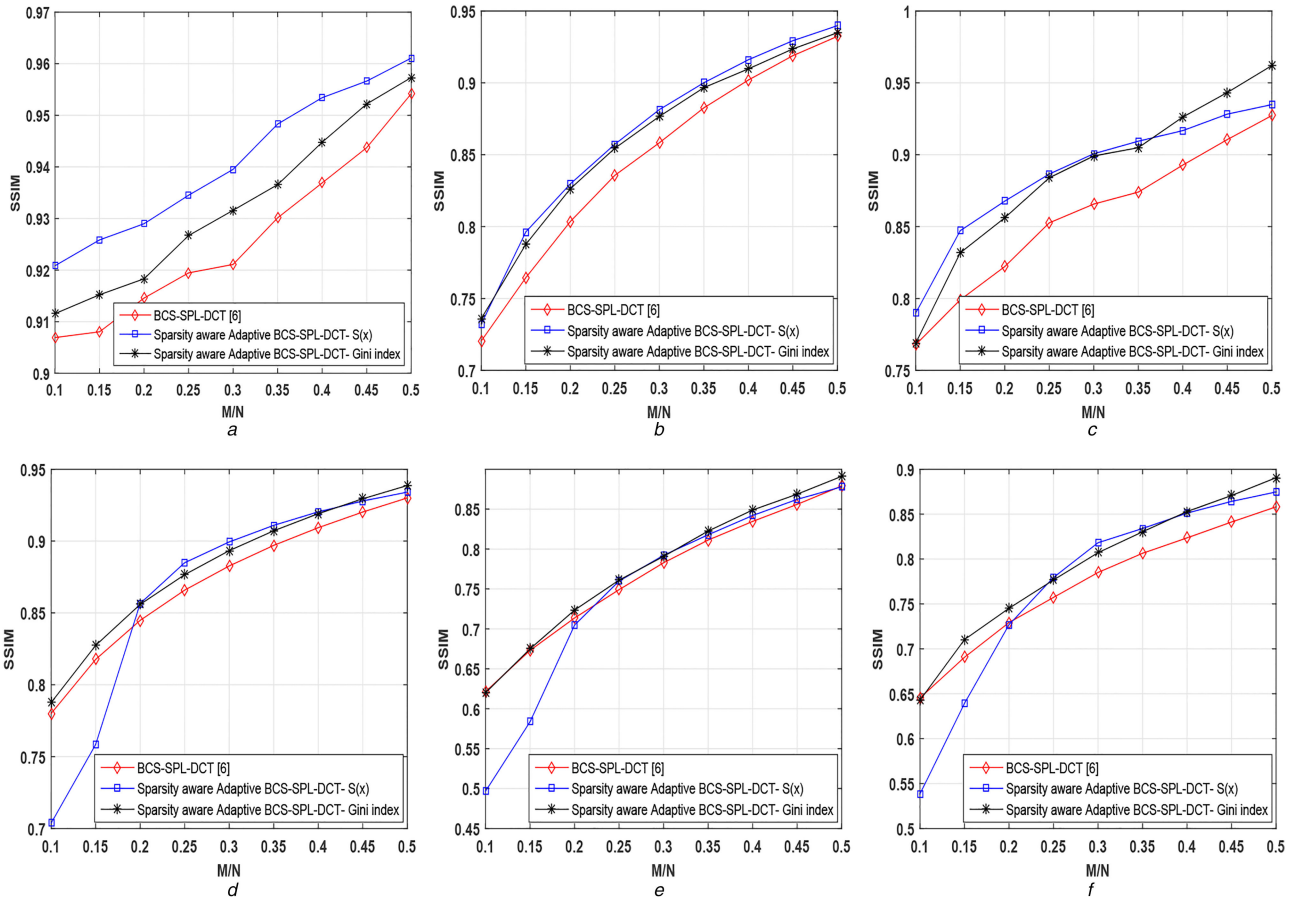 0.97
0.96
0.95
0.94
0.93
0.92
0.91
0.9
SSIM
BCS-SPL-DCT [6]
Sparsity aware Adaptive BCS-SPL-DCT- S(x)
Sparsity aware Adaptive BCS-SPL-DCT- Gini index
0.1 0.15 0.2 0.25 0.3 0.35 0.4 0.45 0.5
M/N
a
0.95
0.9
0.85
0.8
0.75
0.7
SSIM
BCS-SPL-DCT [6]
Sparsity aware Adaptive BCS-SPL-DCT- S(x)
Sparsity aware Adaptive BCS-SPL-DCT- Gini index
0.1 0.15 0.2 0.25 0.3 0.35 0.4 0.45 0.5
M/N
b
1
0.95
0.9
0.85
0.8
0.75
SSIM
BCS-SPL-DCT [6]
Sparsity aware Adaptive BCS-SPL-DCT- S(x)
Sparsity aware Adaptive BCS-SPL-DCT- Gini index
0.1 0.15 0.2 0.25 0.3 0.35 0.4 0.45 0.5
M/N
c
0.95
0.9
0.85
0.8
0.75
0.7
SSIM
BCS-SPL-DCT [6]
Sparsity aware Adaptive BCS-SPL-DCT- S(x)
Sparsity aware Adaptive BCS-SPL-DCT- Gini index
0.1 0.15 0.2 0.25 0.3 0.35 0.4 0.45 0.5
M/N
d
0.9
0.85
0.8
0.75
0.7
0.65
0.6
0.55
0.5
0.45
SSIM
BCS-SPL-DCT [6]
Sparsity aware Adaptive BCS-SPL-DCT- S(x)
Sparsity aware Adaptive BCS-SPL-DCT- Gini index
0.1 0.15 0.2 0.25 0.3 0.35 0.4 0.45 0.5
M/N
e
0.9
0.85
0.8
0.75
0.7
0.65
0.6
0.55
0.5
SSIM
BCS-SPL-DCT [6]
Sparsity aware Adaptive BCS-SPL-DCT- S(x)
Sparsity aware Adaptive BCS-SPL-DCT- Gini index
0.1 0.15 0.2 0.25 0.3 0.35 0.4 0.45 0.5
M/N
f